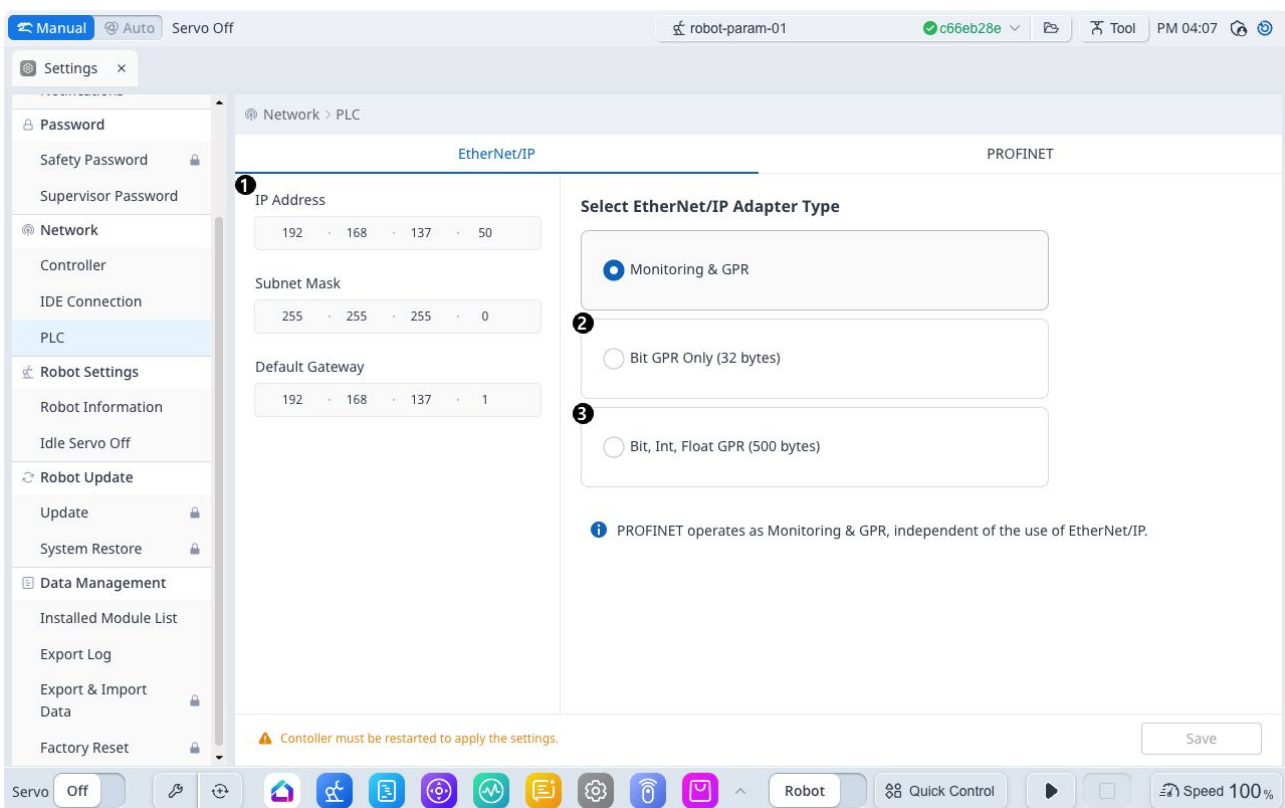 Manual
Auto
Servo Off
robot-param-01
c66eb28e
Tool
PM 04:07
Settings ×
Password
Safety Password
Supervisor Password
Network
Controller
IDE Connection
PLC
Robot Settings
Robot Information
Idle Servo Off
Robot Update
Update
System Restore
Data Management
Installed Module List
Export Log
Export & Import
Data
Factory Reset
Network > PLC
EtherNet/IP
PROFINET
1
IP Address
192 . 168 . 137 . 50
Subnet Mask
255 . 255 . 255 . 0
Default Gateway
192 . 168 . 137 . 1
Select EtherNet/IP Adapter Type
Monitoring & GPR
2
Bit GPR Only (32 bytes)
3
Bit, Int, Float GPR (500 bytes)
PROFINET operates as Monitoring & GPR, independent of the use of EtherNet/IP.
Contoller must be restarted to apply the settings.
Save
Servo Off
Robot
Quick Control
Speed 100%